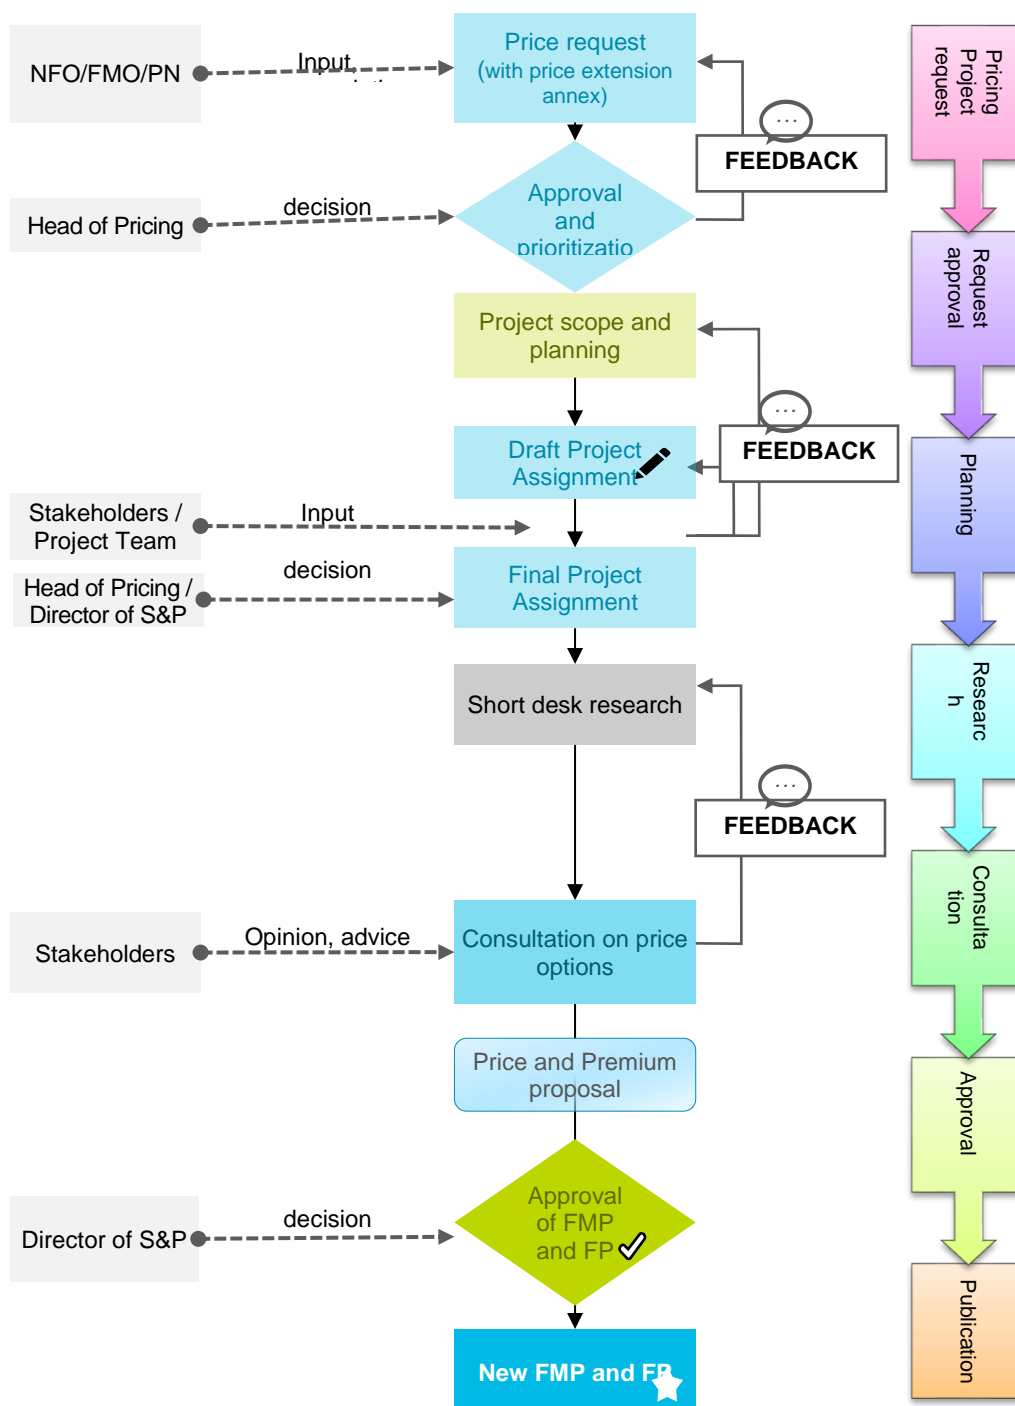 NFO/FMO/PN
Input,
Price request
(with price extension
annex)
FEEDBACK
Head of Pricing
decision
Approval
and
prioritizatio
Project scope and
planning
Draft Project
Assignment
FEEDBACK
Stakeholders /
Project Team
Input
Head of Pricing /
Director of S&P
decision
Final Project
Assignment
Short desk research
FEEDBACK
Stakeholders
Opinion, advice
Consultation on price
options
Price and Premium
proposal
Director of S&P
decision
Approval
of FMP
and FP
New FMP and FP
Pricing
Project
request
Request
approval
Planning
Researc
h
Consulta
tion
Approval
Publication